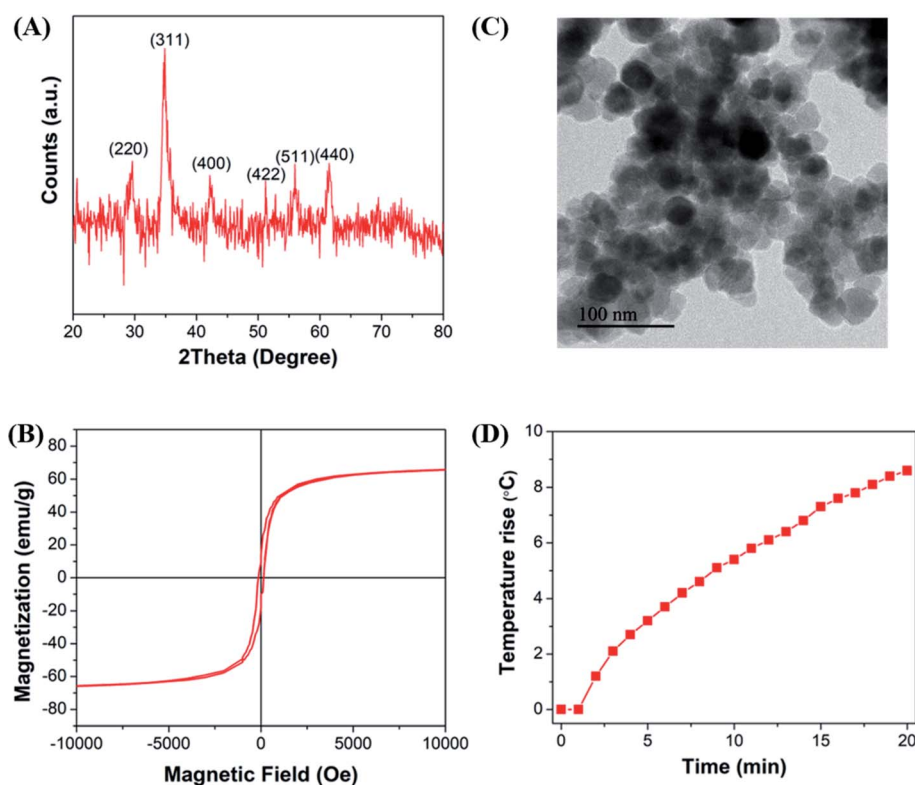 (A)
(311)
(220)
(400)
(422)
(511)
(440)
Counts (a.u.)
20 30 40 50 60 70 80
2Theta (Degree)
(C)
100 nm
(B)
80
60
40
20
0
-20
-40
-60
-80
Magnetization (emu/g)
-10000 -5000 0 5000 10000
Magnetic Field (Oe)
(D)
10
8
6
4
2
0
Temperature rise (°C)
0 5 10 15 20
Time (min)